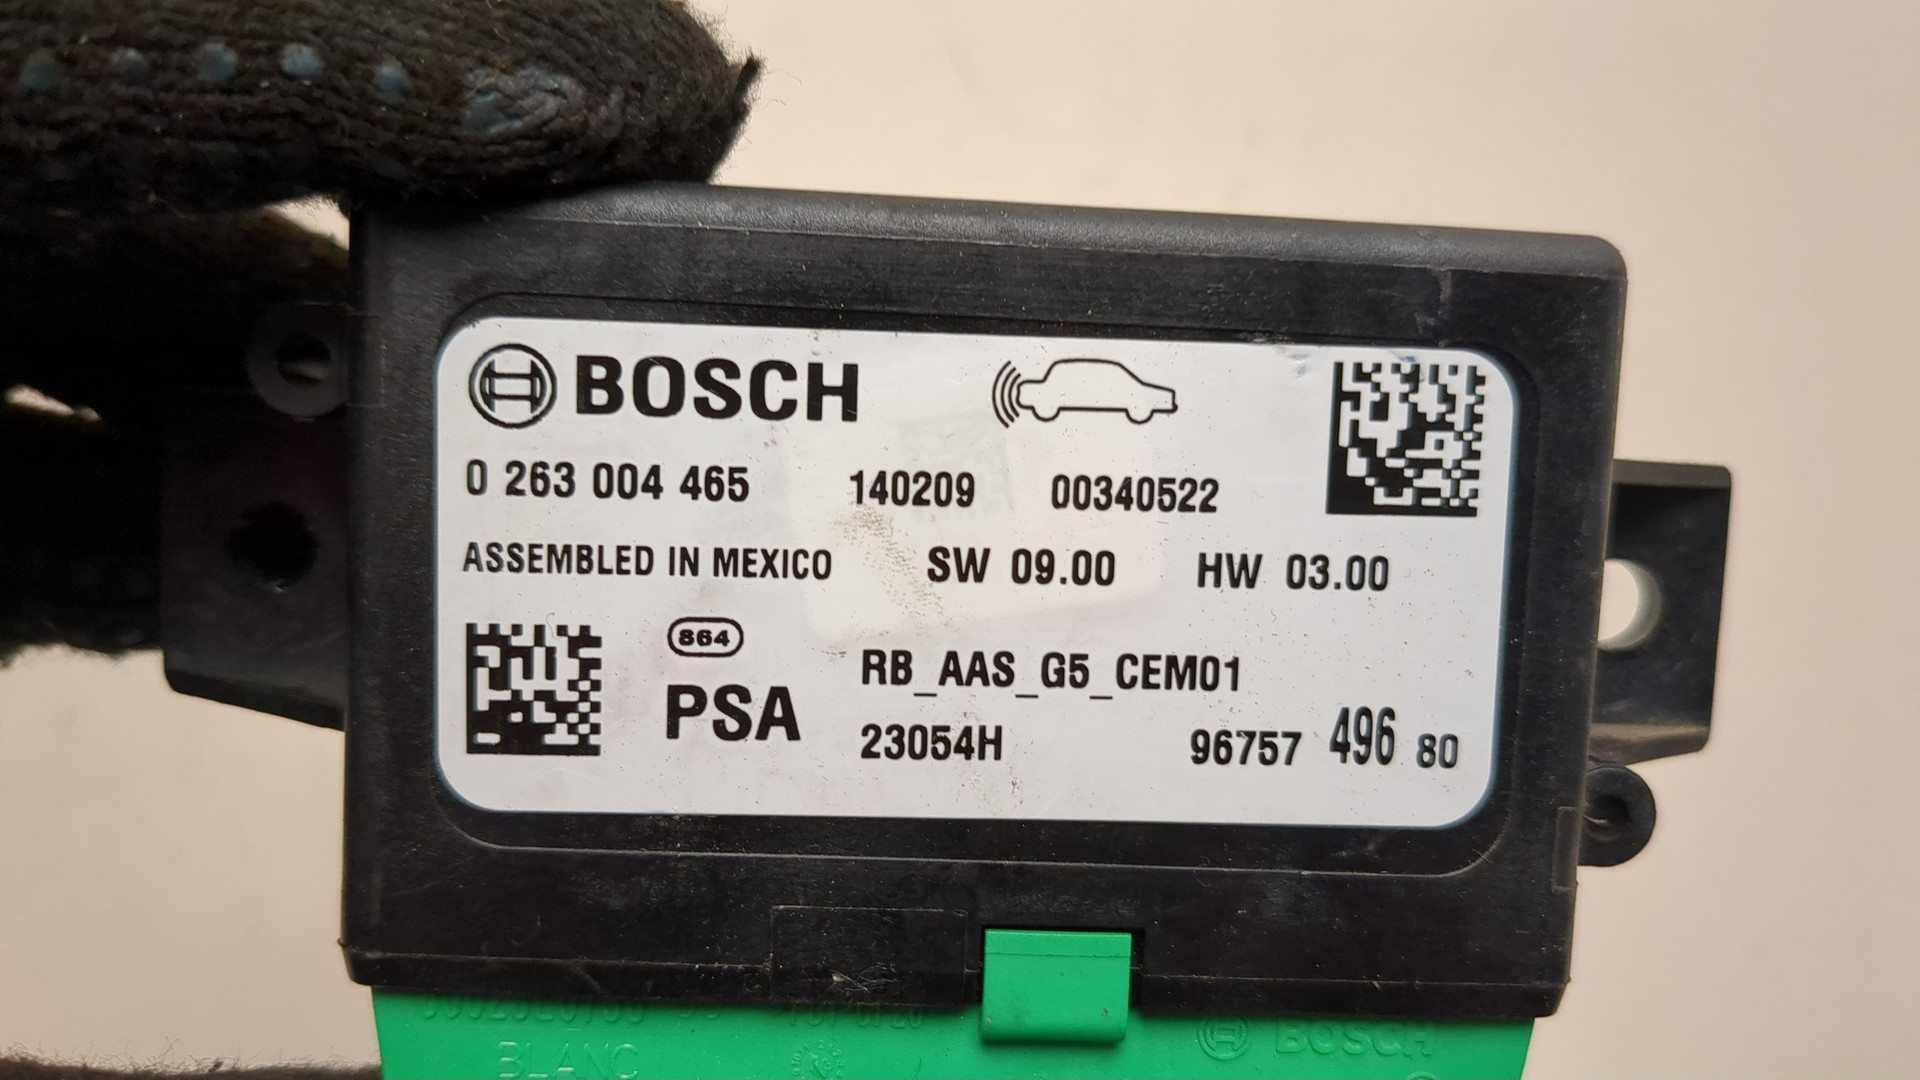 BOSCH
0 263 004 465 140209 00340522
ASSEMBLED IN MEXICO SW 09.00 HW 03.00
864
PSA RB_AAS_G5_CEM01
23054H 96757 496 80
BOSCH
BLANC